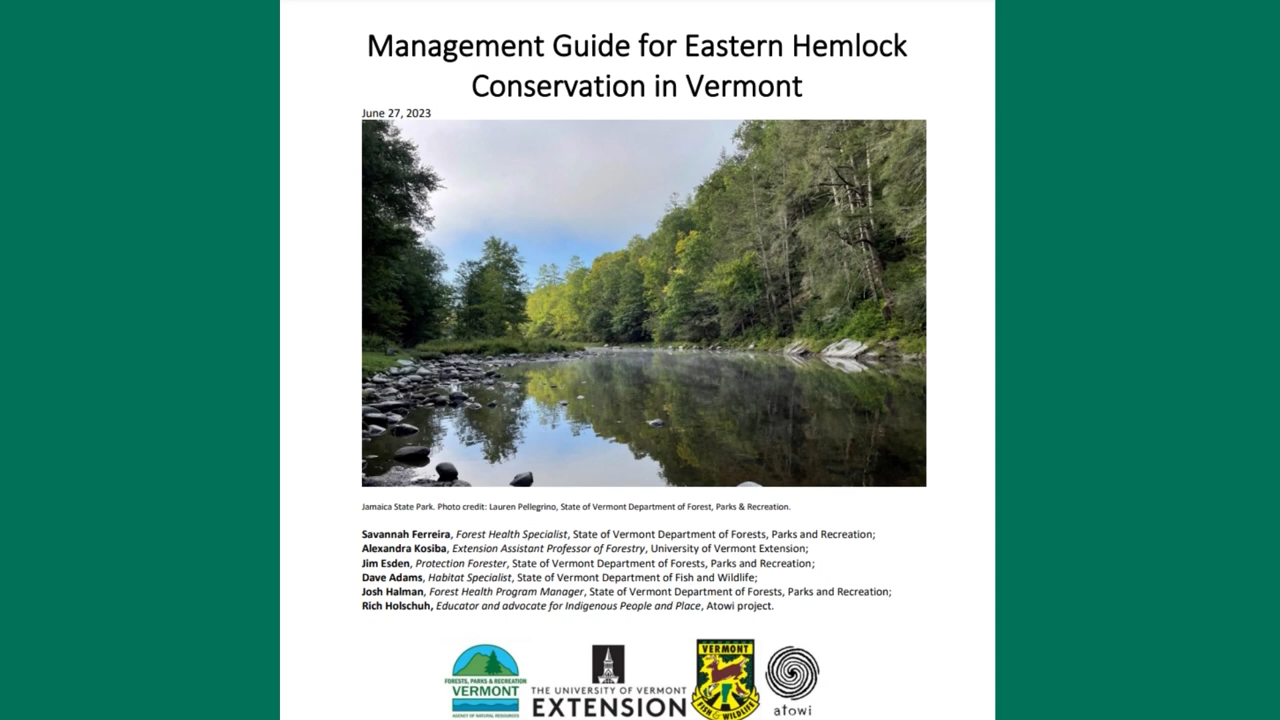 Management Guide for Eastern Hemlock
Conservation in Vermont
June 27, 2023
Jamaica State Park. Photo credit: Lauren Pellegrino, State of Vermont Department of Forest, Parks & Recreation.
Savannah Ferreira, Forest Health Specialist, State of Vermont Department of Forests, Parks and Recreation;
Alexandra Kosiba, Extension Assistant Professor of Forestry, University of Vermont Extension;
Jim Esden, Protection Forester, State of Vermont Department of Forests, Parks and Recreation;
Dave Adams, Habitat Specialist, State of Vermont Department of Fish and Wildlife;
Josh Halman, Forest Health Program Manager, State of Vermont Department of Forests, Parks and Recreation;
Rich Holschuh, Educator and advocate for Indigenous People and Place, Atowi project.
FORESTS, PARKS & RECREATION
VERMONT
AGENCY OF NATURAL RESOURCES
THE UNIVERSITY OF VERMONT
EXTENSION
VERMONT
FISH & WILDLIFE
atowi